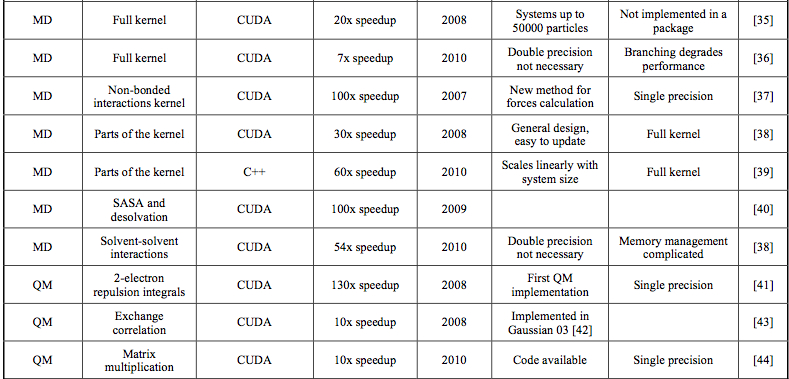 MD Full kernel CUDA 20x speedup 2008 Systems up to 50000 particles Not implemented in a package [35]
MD Full kernel CUDA 7x speedup 2010 Double precision not necessary Branching degrades performance [36]
MD Non-bonded interactions kernel CUDA 100x speedup 2007 New method for forces calculation Single precision [37]
MD Parts of the kernel CUDA 30x speedup 2008 General design, easy to update Full kernel [38]
MD Parts of the kernel C++ 60x speedup 2010 Scales linearly with system size Full kernel [39]
MD SASA and desolvation CUDA 100x speedup 2009 [40]
MD Solvent-solvent interactions CUDA 54x speedup 2010 Double precision not necessary Memory management complicated [38]
QM 2-electron repulsion integrals CUDA 130x speedup 2008 First QM implementation Single precision [41]
QM Exchange correlation CUDA 10x speedup 2008 Implemented in Gaussian 03 [42] [43]
QM Matrix multiplication CUDA 10x speedup 2010 Code available Single precision [44]